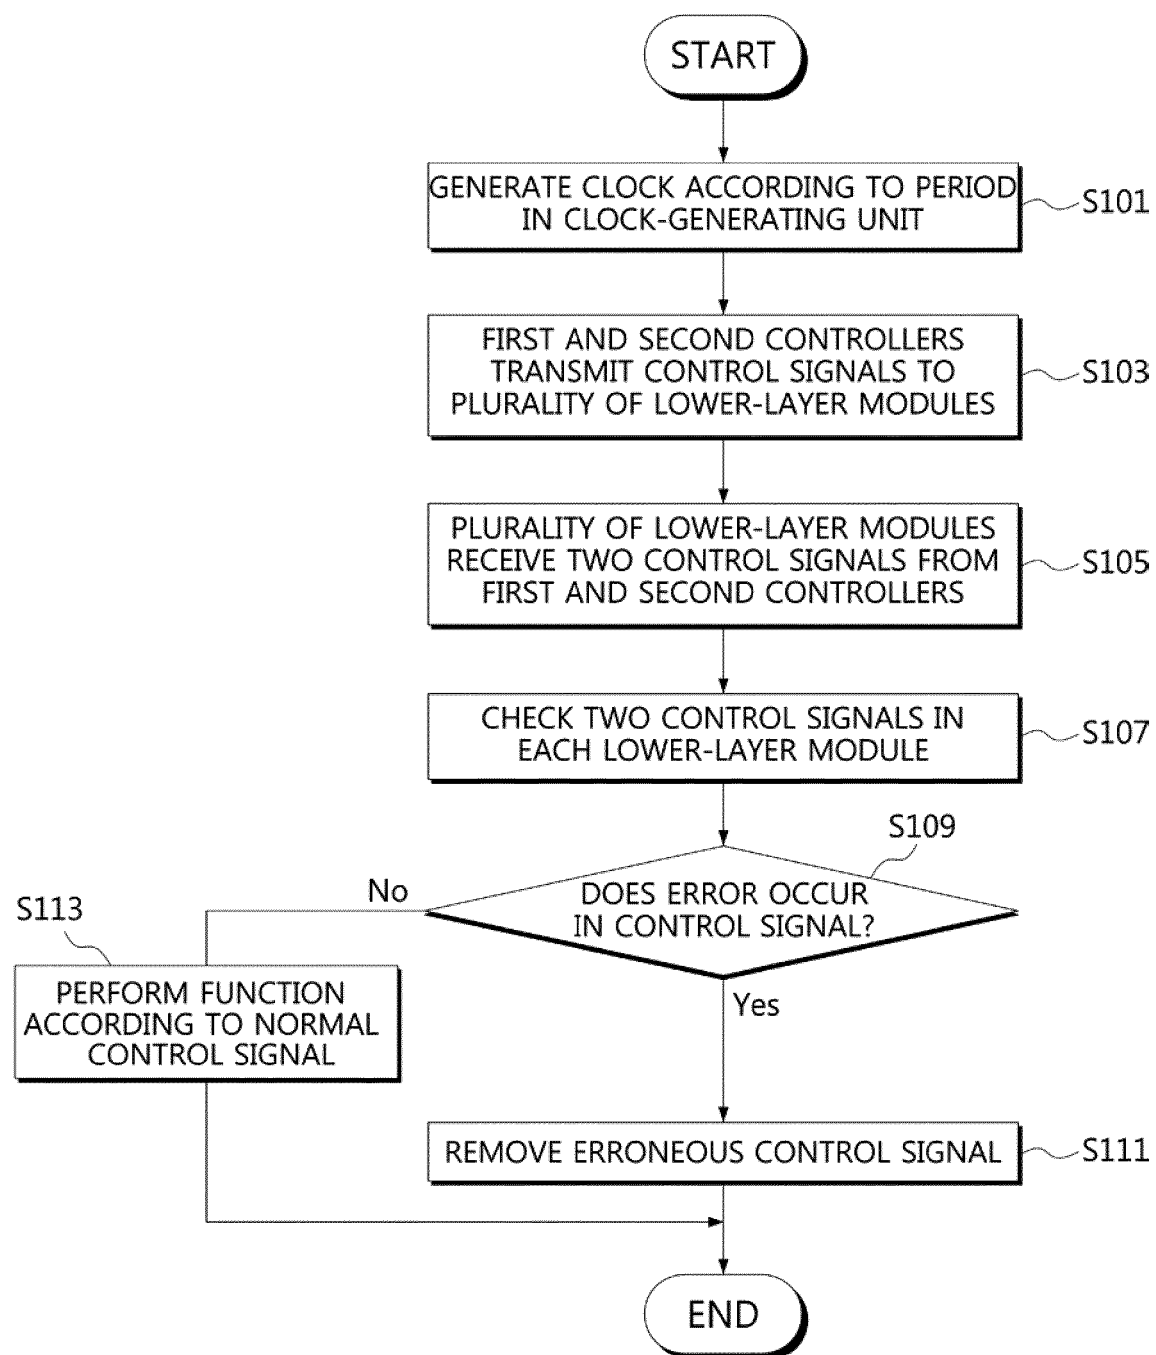 START
GENERATE CLOCK ACCORDING TO PERIOD
IN CLOCK-GENERATING UNIT
S101
FIRST AND SECOND CONTROLLERS
TRANSMIT CONTROL SIGNALS TO
PLURALITY OF LOWER-LAYER MODULES
S103
PLURALITY OF LOWER-LAYER MODULES
RECEIVE TWO CONTROL SIGNALS FROM
FIRST AND SECOND CONTROLLERS
S105
CHECK TWO CONTROL SIGNALS IN
EACH LOWER-LAYER MODULE
S107
S109
DOES ERROR OCCUR
IN CONTROL SIGNAL?
No
S113
PERFORM FUNCTION
ACCORDING TO NORMAL
CONTROL SIGNAL
Yes
REMOVE ERRONEOUS CONTROL SIGNAL
S111
END